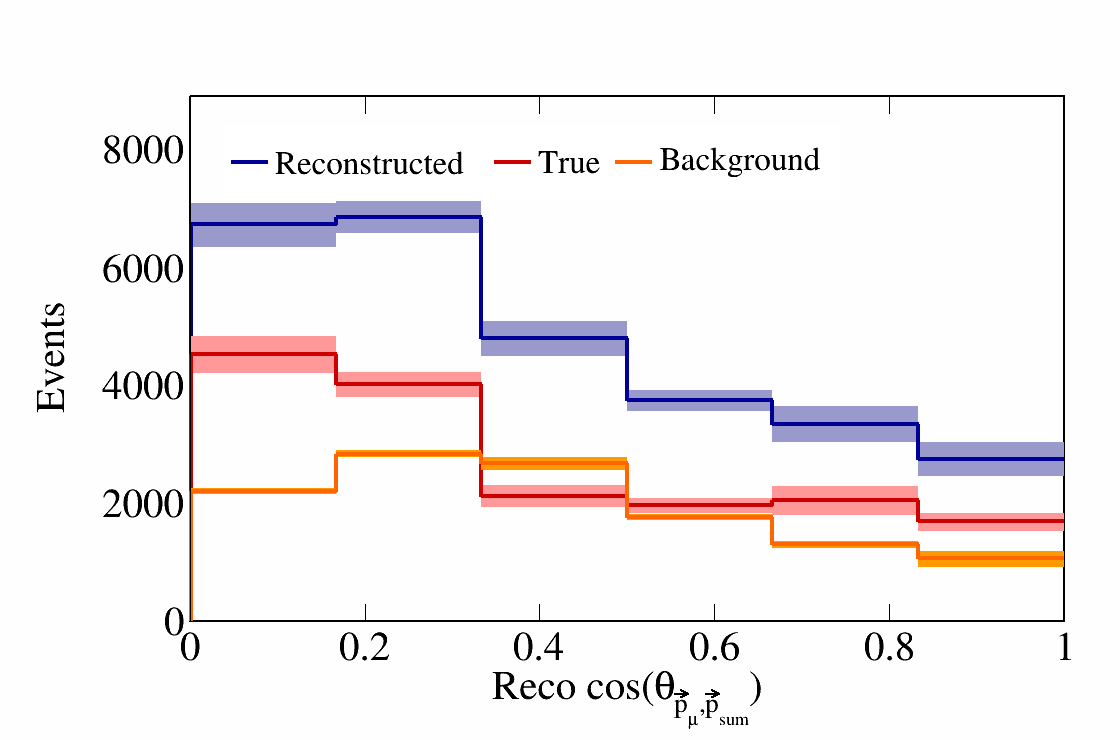 8000
Reconstructed True Background
6000
4000
2000
0
Events
0 0.2 0.4 0.6 0.8 1
Reco cos(θ p⃗μ,p⃗sum)